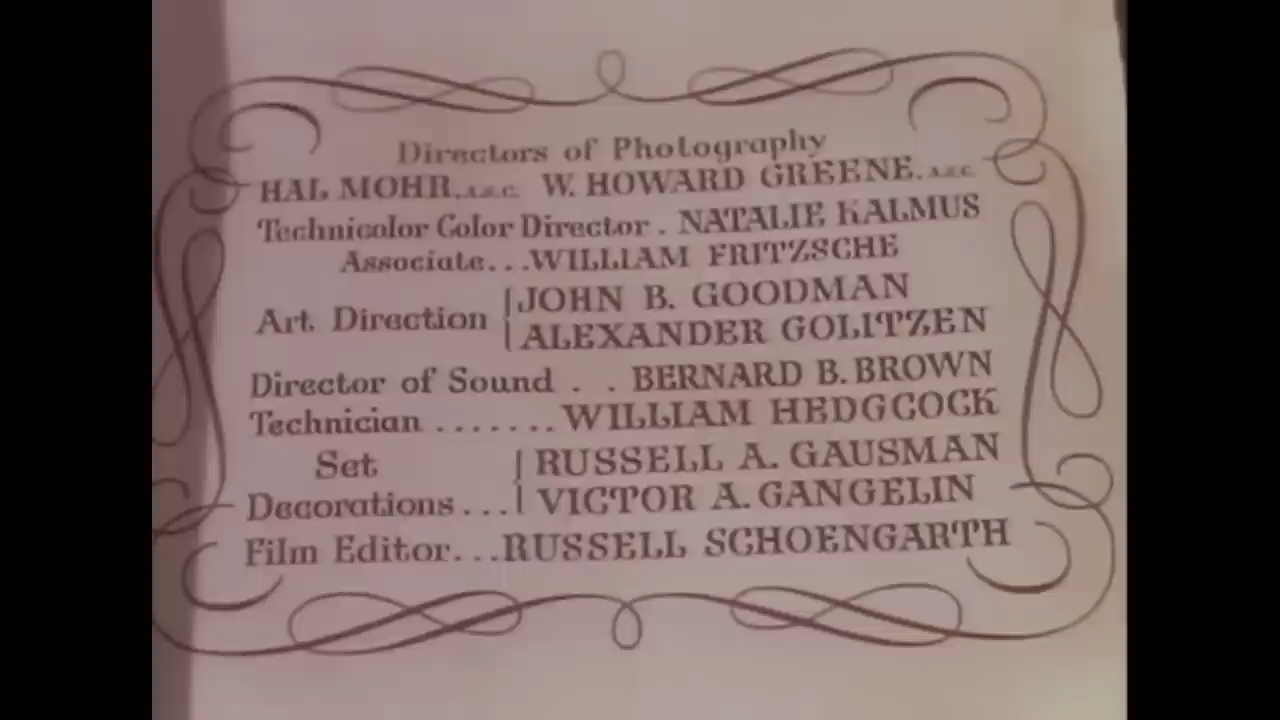 Directors of Photography
HAL MOHR, A.S.C. W. HOWARD GREENE, A.S.C.
Technicolor Color Director . NATALIE KALMUS
Associate...WILLIAM FRITZSCHE
Art Direction { JOHN B. GOODMAN
ALEXANDER GOLITZEN
Director of Sound . . BERNARD B. BROWN
Technician ....... WILLIAM HEDGCOCK
Set { RUSSELL A. GAUSMAN
Decorations... VICTOR A. GANGELIN
Film Editor...RUSSELL SCHOENGARTH